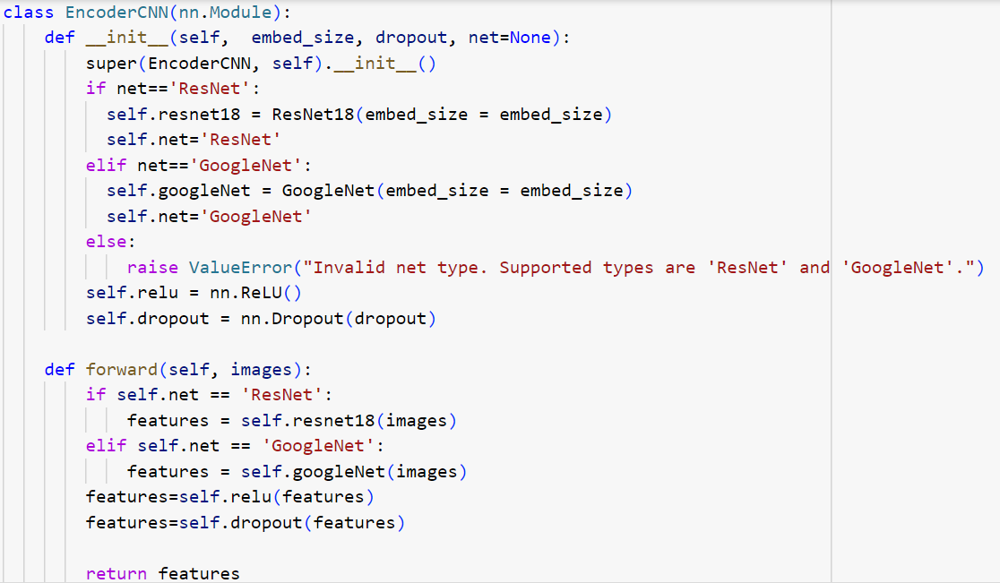 class EncoderCNN(nn.Module):
    def __init__(self,  embed_size, dropout, net=None):
        super(EncoderCNN, self).__init__()
        if net=='ResNet':
          self.resnet18 = ResNet18(embed_size = embed_size)
          self.net='ResNet'
        elif net=='GoogleNet':
          self.googleNet = GoogleNet(embed_size = embed_size)
          self.net='GoogleNet'
        else:
            raise ValueError("Invalid net type. Supported types are 'ResNet' and 'GoogleNet'.")
        self.relu = nn.ReLU()
        self.dropout = nn.Dropout(dropout)

    def forward(self, images):
        if self.net == 'ResNet':
            features = self.resnet18(images)
        elif self.net == 'GoogleNet':
            features = self.googleNet(images)
        features=self.relu(features)
        features=self.dropout(features)

        return features